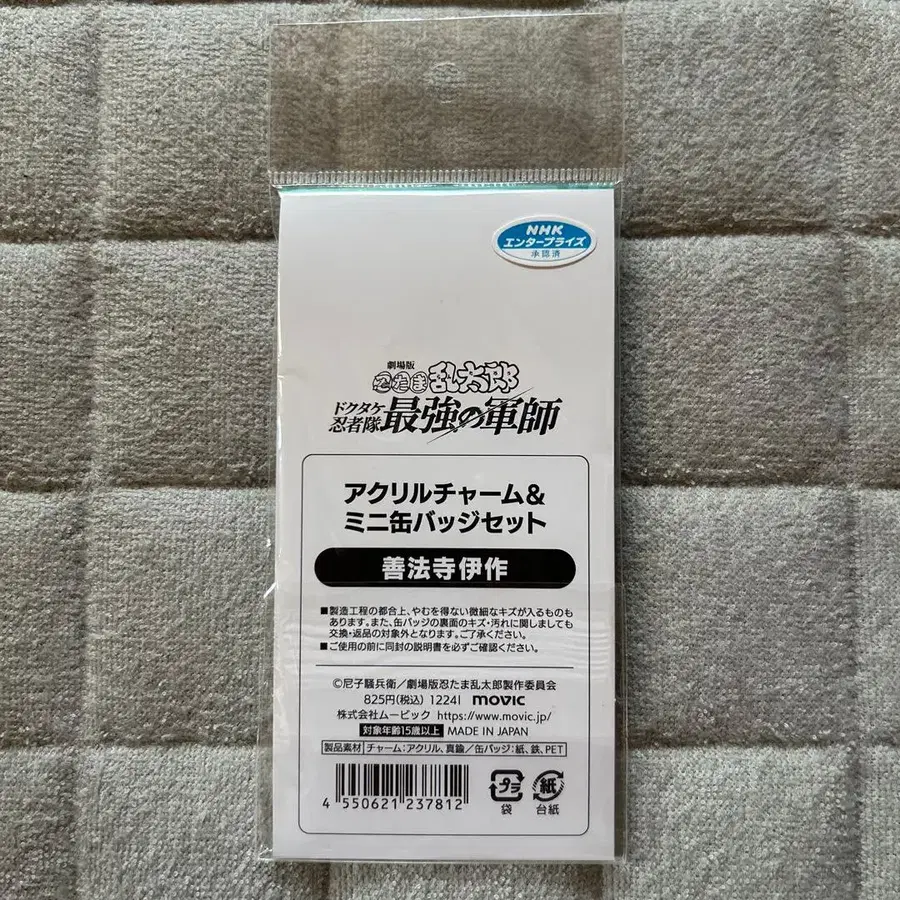 NHK
エンタープライズ
承認済
劇場版
忍たま乱太郎
ドクタケ
忍者隊 最強の軍師
アクリルチャーム&
ミニ缶バッジセット
善法寺伊作
■製造工程の都合上、やむを得ない微細なキズが入るものも
あります。また、缶バッジの裏面のキズ・汚れに関しましても
交換・返品の対象外となります。ご了承ください。
■ご使用の前に同封の説明書を必ずご確認ください。
©尼子騒兵衛/劇場版忍たま乱太郎製作委員会
825円(税込) 1224I movic
株式会社ムービック https://www.movic.jp/
対象年齢15歳以上 MADE IN JAPAN
製品素材 チャーム:アクリル、真鍮/缶バッジ:紙、鉄、PET
4 550621 237812
プラ 紙
袋 台紙